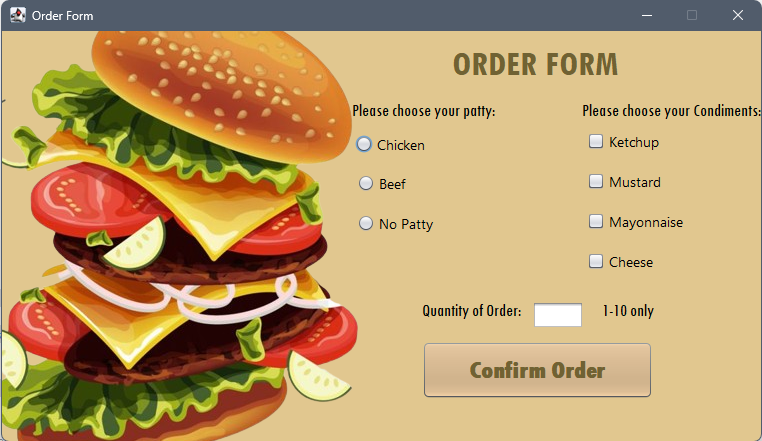 Order Form
ORDER FORM
Please choose your patty:
Chicken
Beef
No Patty
Please choose your Condiments:
Ketchup
Mustard
Mayonnaise
Cheese
Quantity of Order: 1-10 only
Confirm Order